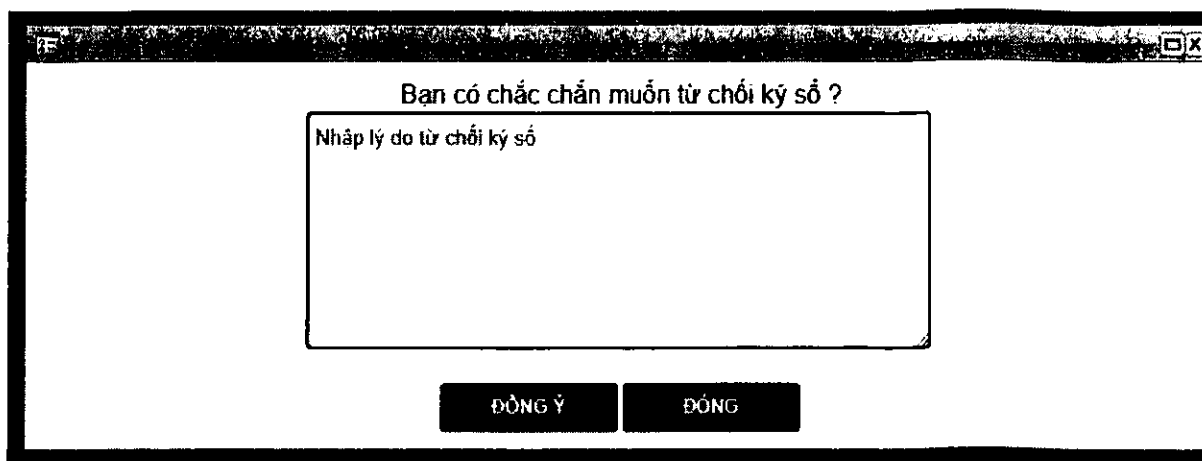 Bạn có chắc chắn muốn từ chối ký số ?
Nhập lý do từ chối ký số
ĐỒNG Ý
ĐÓNG